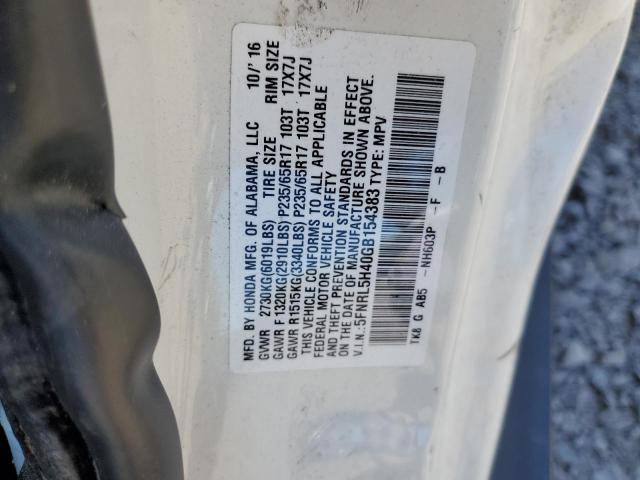 MFD. BY HONDA MFG. OF ALABAMA, LLC 10/'16
GVWR 2730KG(6019LBS) TIRE SIZE RIM SIZE
GAWR F 1320KG(2910LBS) P235/65R17 103T 17X7J
GAWR R1515KG(3340LBS) P235/65R17 103T 17X7J
THIS VEHICLE CONFORMS TO ALL APPLICABLE
FEDERAL MOTOR VEHICLE SAFETY
AND THEFT PREVENTION STANDARDS IN EFFECT
ON THE DATE OF MANUFACTURE SHOWN ABOVE.
V.I.N.:5FNRL5H40GB154383 TYPE: MPV
TK8 G AB5 -NH603P -F -B